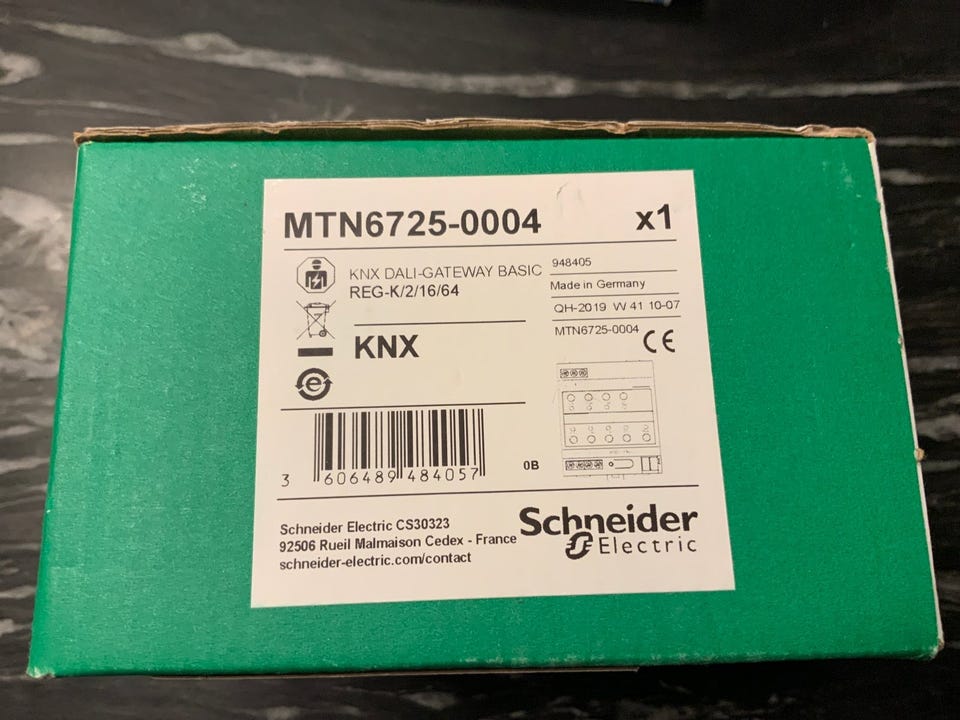 MTN6725-0004 x1
KNX DALI-GATEWAY BASIC
REG-K/2/16/64
948405
Made in Germany
QH-2019 W 41 10-07
MTN6725-0004
CE
KNX
e
3 606489 484057
0B
Schneider Electric CS30323
92506 Rueil Malmaison Cedex - France
schneider-electric.com/contact
Schneider
Electric